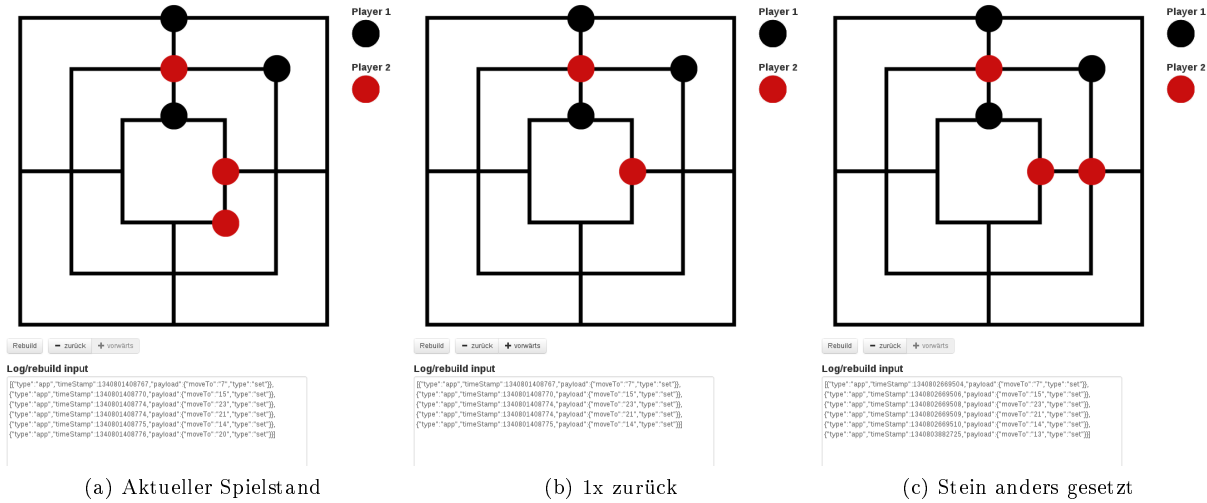 Player 1
Player 2
Rebuild
zurück
vorwärts
Log/rebuild input
[{"type":"app","timeStamp":1340801408767,"payload":{"moveTo":"7","type":"set"}},
{"type":"app","timeStamp":1340801408770,"payload":{"moveTo":"15","type":"set"}},
{"type":"app","timeStamp":1340801408774,"payload":{"moveTo":"23","type":"set"}},
{"type":"app","timeStamp":1340801408774,"payload":{"moveTo":"21","type":"set"}},
{"type":"app","timeStamp":1340801408775,"payload":{"moveTo":"14","type":"set"}},
{"type":"app","timeStamp":1340801408776,"payload":{"moveTo":"20","type":"set"}}]
(a) Aktueller Spielstand
Player 1
Player 2
Rebuild
zurück
vorwärts
Log/rebuild input
[{"type":"app","timeStamp":1340801408767,"payload":{"moveTo":"7","type":"set"}},
{"type":"app","timeStamp":1340801408770,"payload":{"moveTo":"15","type":"set"}},
{"type":"app","timeStamp":1340801408774,"payload":{"moveTo":"23","type":"set"}},
{"type":"app","timeStamp":1340801408774,"payload":{"moveTo":"21","type":"set"}},
{"type":"app","timeStamp":1340801408775,"payload":{"moveTo":"14","type":"set"}}]
(b) 1x zurück
Player 1
Player 2
Rebuild
zurück
vorwärts
Log/rebuild input
[{"type":"app","timeStamp":1340802669504,"payload":{"moveTo":"7","type":"set"}},
{"type":"app","timeStamp":1340802669506,"payload":{"moveTo":"15","type":"set"}},
{"type":"app","timeStamp":1340802669508,"payload":{"moveTo":"23","type":"set"}},
{"type":"app","timeStamp":1340802669509,"payload":{"moveTo":"21","type":"set"}},
{"type":"app","timeStamp":1340802669510,"payload":{"moveTo":"14","type":"set"}},
{"type":"app","timeStamp":1340803882725,"payload":{"moveTo":"13","type":"set"}}]
(c) Stein anders gesetzt